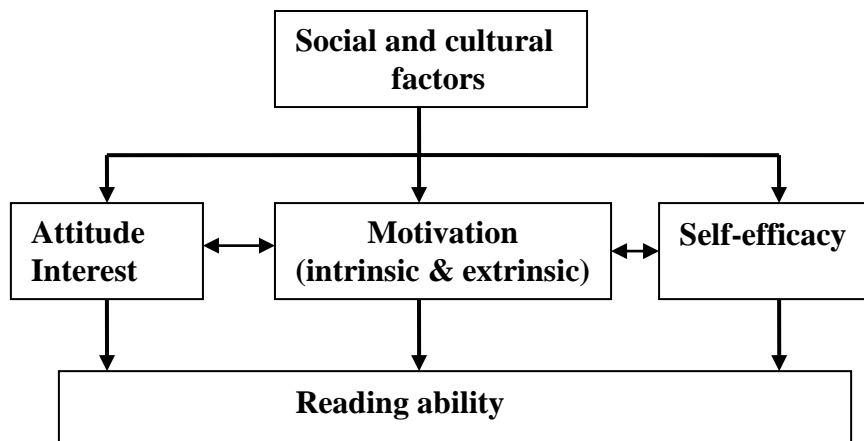 Social and cultural
factors
Attitude
Interest
Motivation
(intrinsic & extrinsic)
Self-efficacy
Reading ability